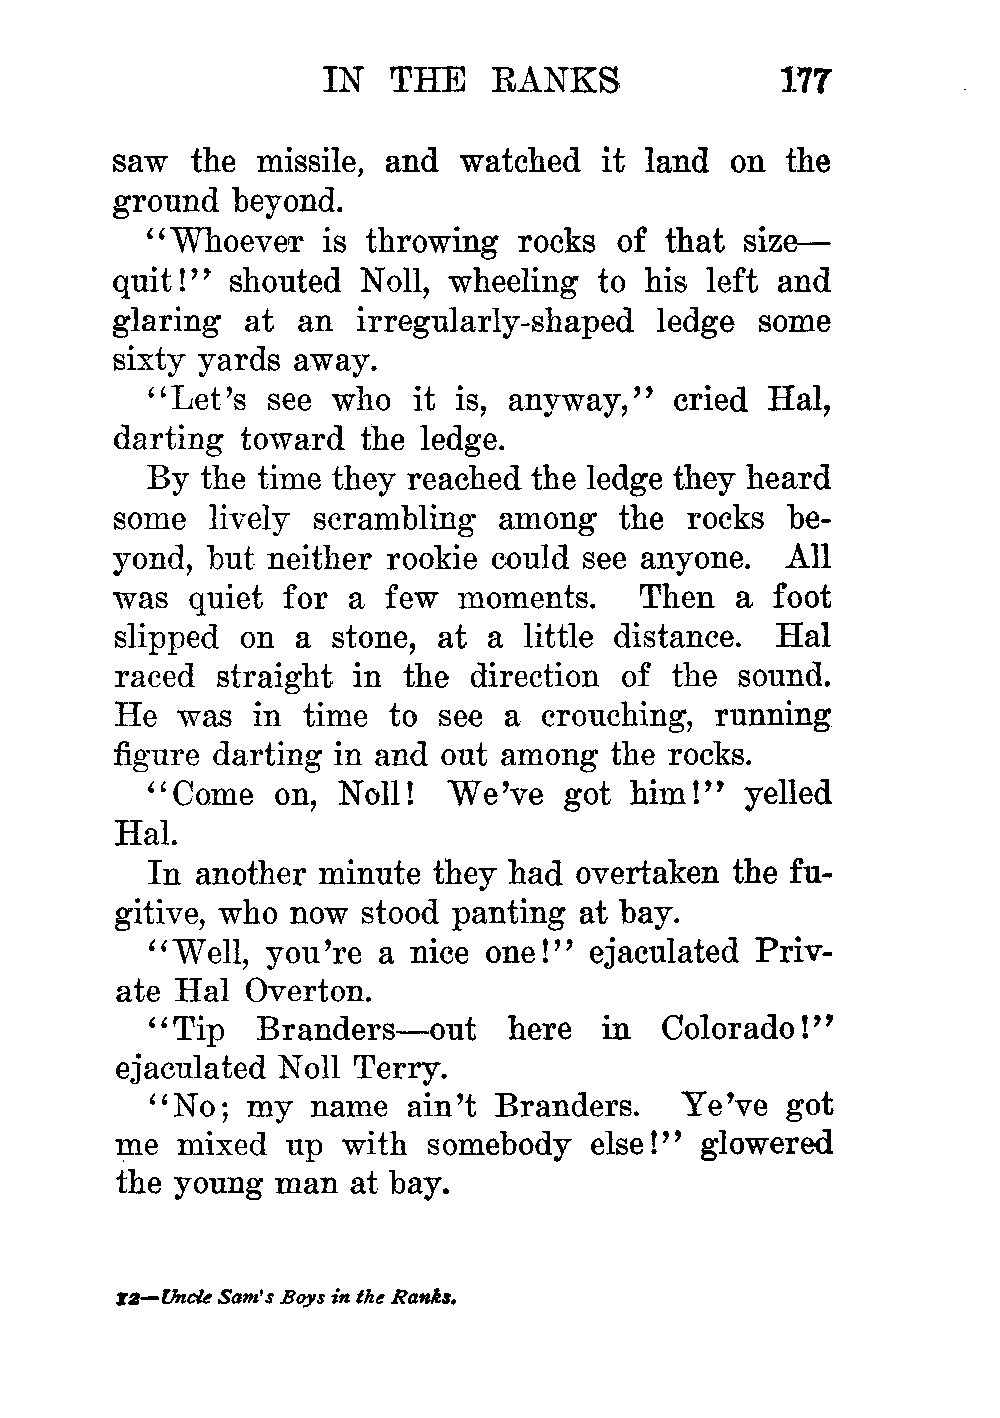 IN THE RANKS 177
saw the missile, and watched it land on the
ground beyond.
“Whoever is throwing rocks of that size—
quit!” shouted Noll, wheeling to his left and
glaring at an irregularly-shaped ledge some
sixty yards away.
“Let’s see who it is, anyway,” cried Hal,
darting toward the ledge.
By the time they reached the ledge they heard
some lively scrambling among the rocks be-
yond, but neither rookie could see anyone. All
was quiet for a few moments. Then a foot
slipped on a stone, at a little distance. Hal
raced straight in the direction of the sound.
He was in time to see a crouching, running
figure darting in and out among the rocks.
“Come on, Noll! We’ve got him!” yelled
Hal.
In another minute they had overtaken the fu-
gitive, who now stood panting at bay.
“Well, you’re a nice one!” ejaculated Priv-
ate Hal Overton.
“Tip Branders—out here in Colorado!”
ejaculated Noll Terry.
“No; my name ain’t Branders. Ye’ve got
me mixed up with somebody else!” glowered
the young man at bay.
12—Uncle Sam's Boys in the Ranks.